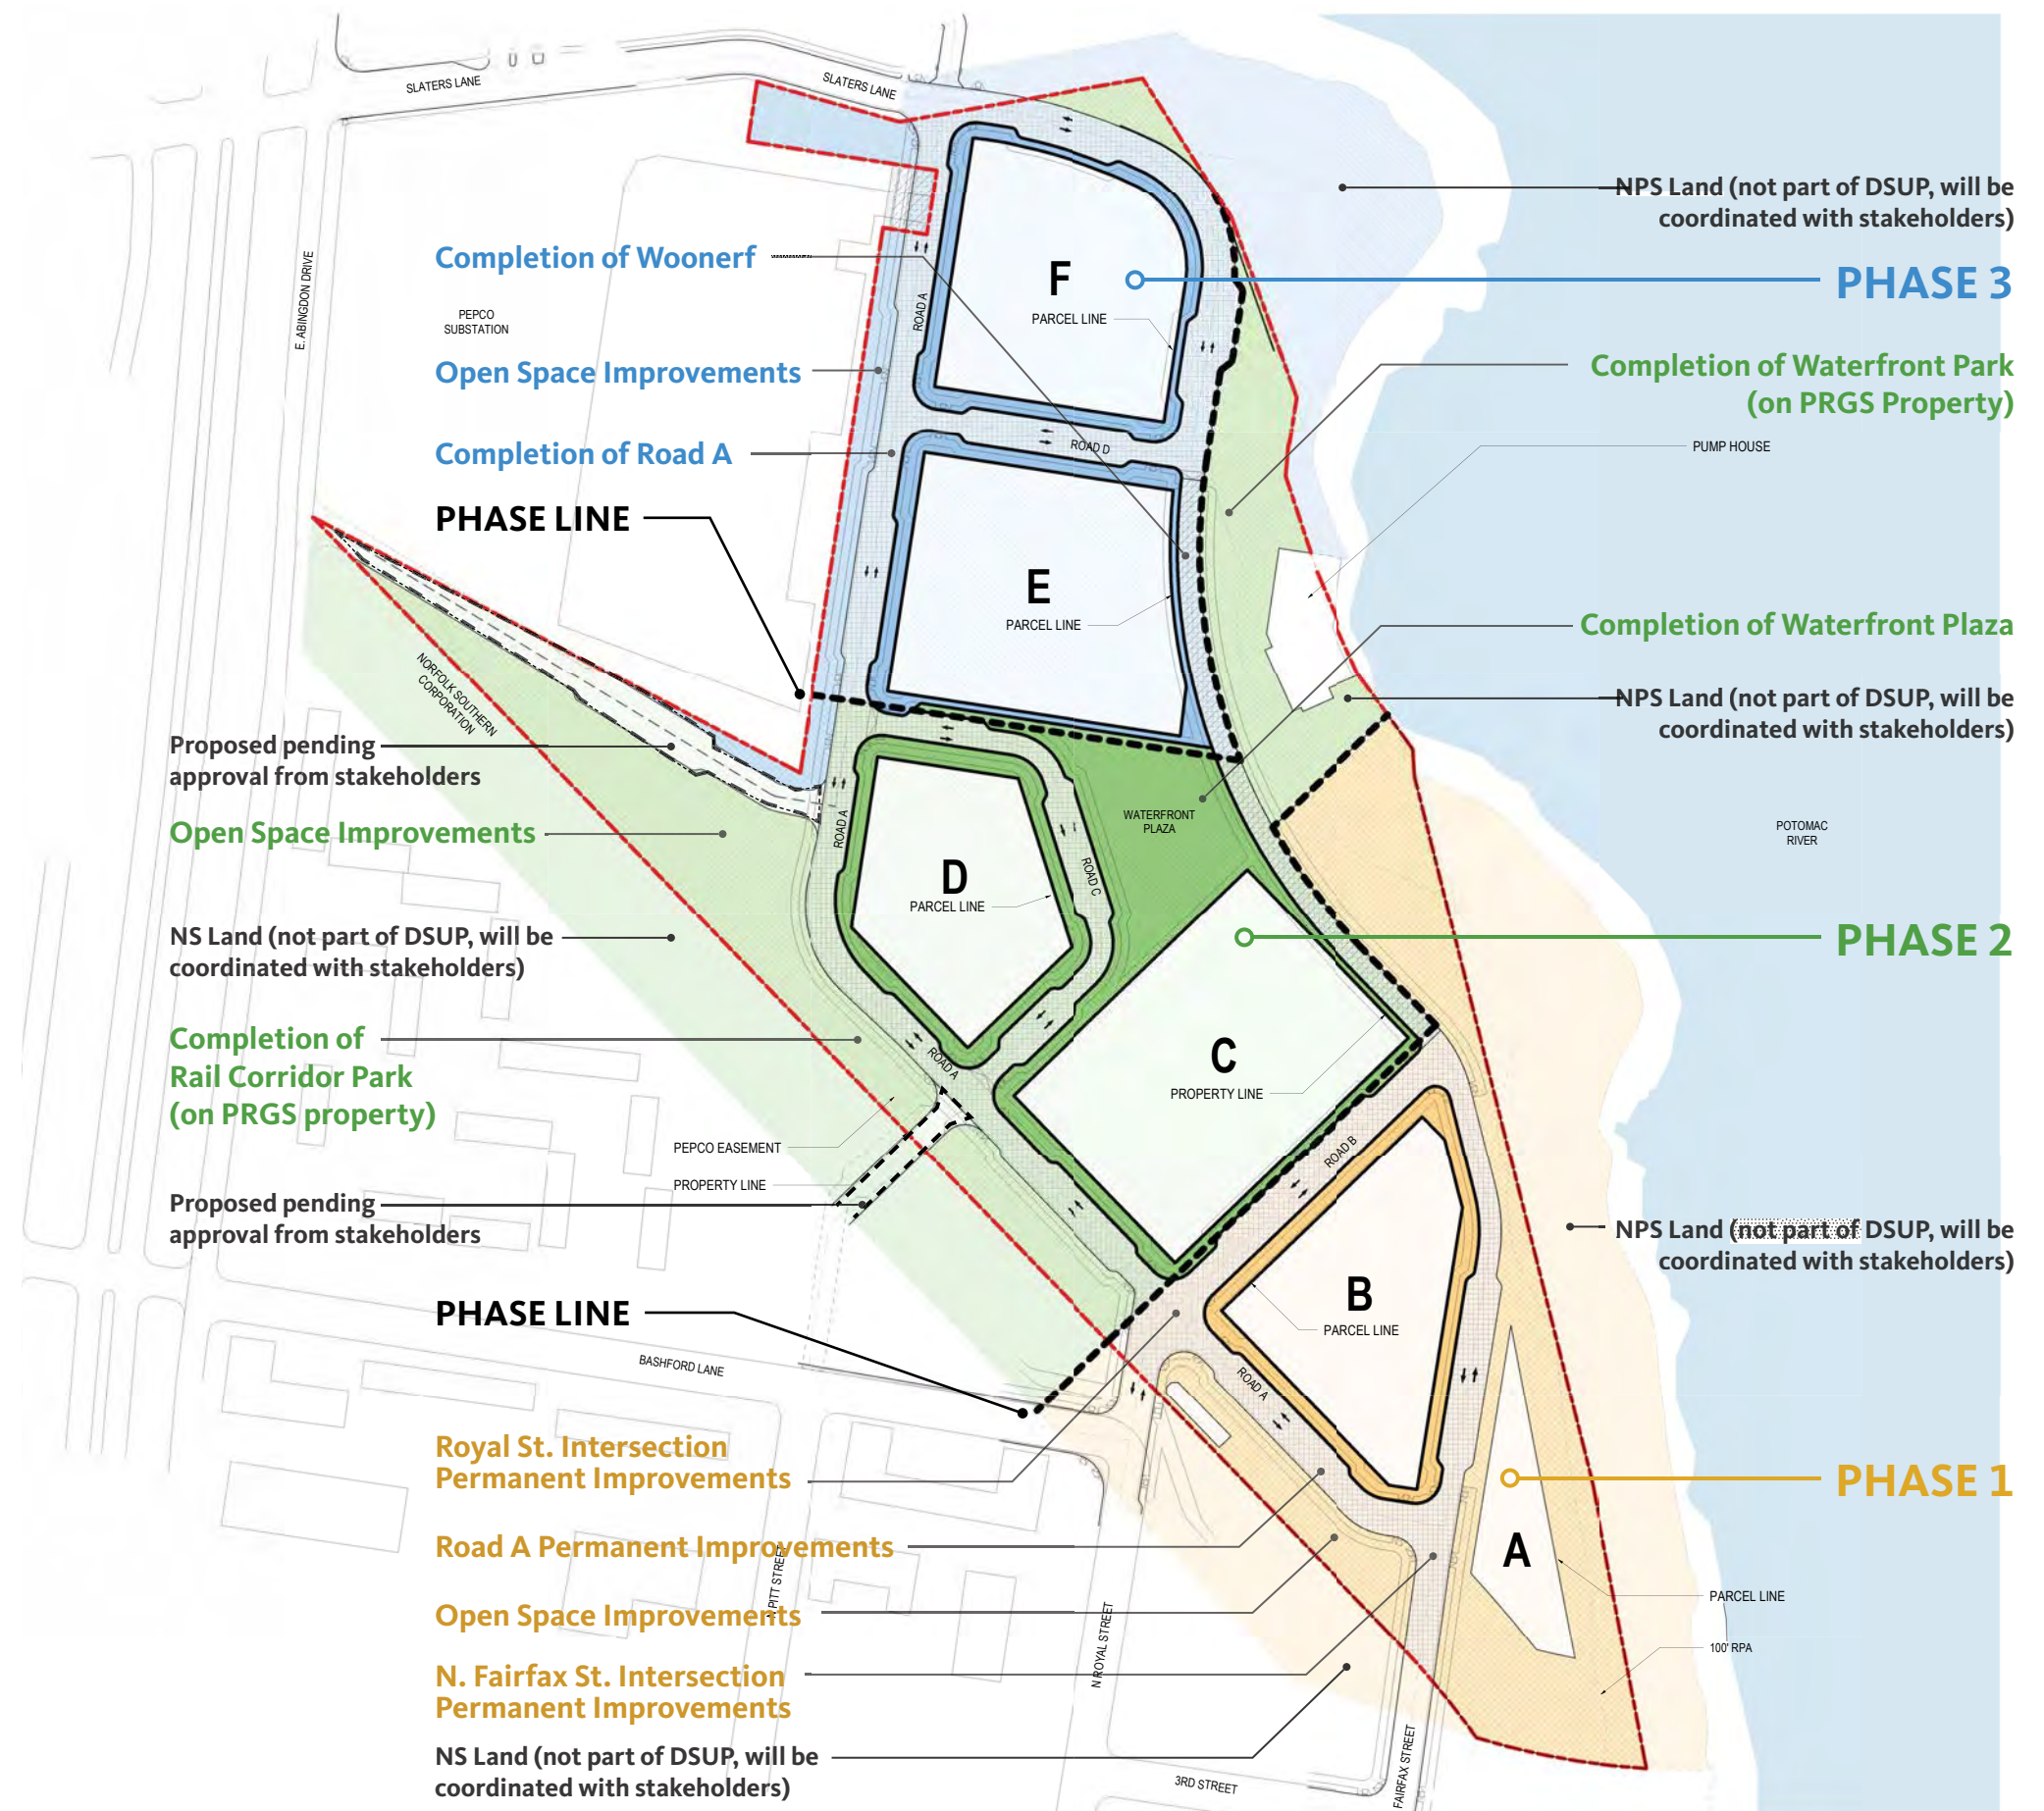 SLATERS LANE
SLATERS LANE
NPS Land (not part of DSUP, will be
coordinated with stakeholders)
Completion of Woonerf
E. ABINGDON DRIVE
F
PARCEL LINE
PHASE 3
PEPCO
SUBSTATION
ROAD A
Open Space Improvements
Completion of Waterfront Park
(on PRGS Property)
Completion of Road A
ROAD D
PUMP HOUSE
PHASE LINE
E
PARCEL LINE
Completion of Waterfront Plaza
NORFOLK SOUTHERN
CORPORATION
NPS Land (not part of DSUP, will be
coordinated with stakeholders)
Proposed pending
approval from stakeholders
Open Space Improvements
ROAD A
WATERFRONT
PLAZA
POTOMAC
RIVER
D
PARCEL LINE
ROAD C
NS Land (not part of DSUP, will be
coordinated with stakeholders)
PHASE 2
Completion of
Rail Corridor Park
(on PRGS property)
ROAD A
C
PROPERTY LINE
PEPCO EASEMENT
PROPERTY LINE
ROAD B
Proposed pending
approval from stakeholders
NPS Land (not part of DSUP, will be
coordinated with stakeholders)
PHASE LINE
B
PARCEL LINE
BASHFORD LANE
ROAD A
Royal St. Intersection
Permanent Improvements
PHASE 1
Road A Permanent Improvements
A
N PITT STREET
PARCEL LINE
Open Space Improvements
N ROYAL STREET
100' RPA
N. Fairfax St. Intersection
Permanent Improvements
NS Land (not part of DSUP, will be
coordinated with stakeholders)
3RD STREET
FAIRFAX STREET